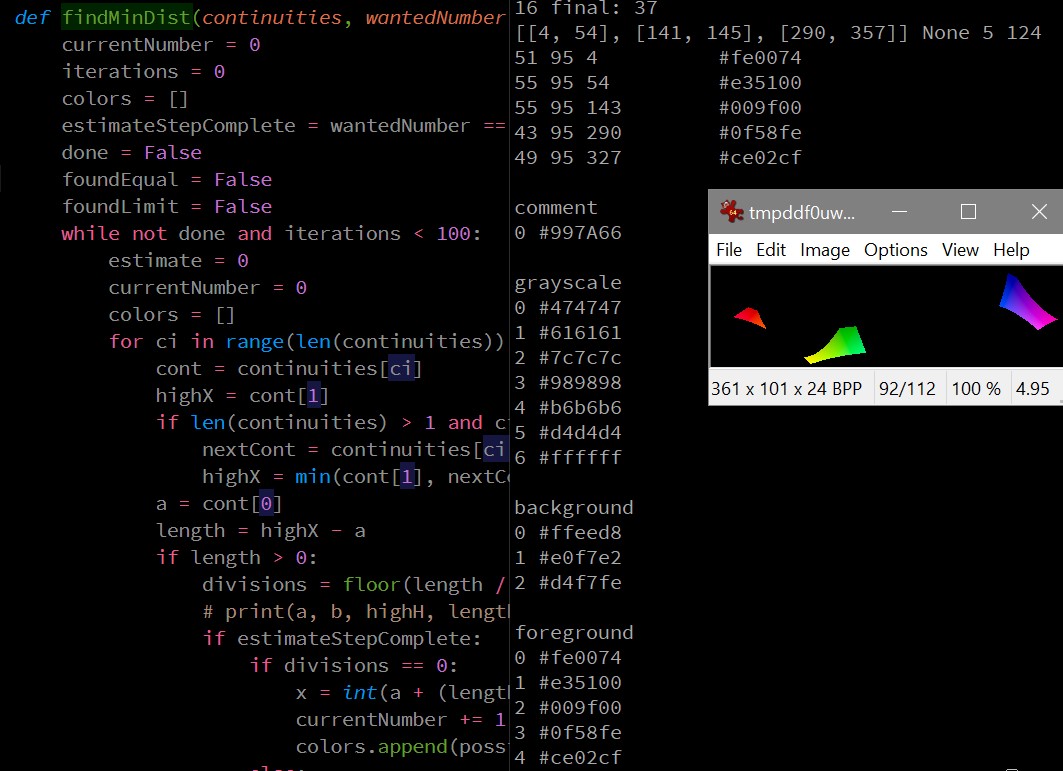 def findMinDist(continuities, wantedNumber
currentNumber = 0
iterations = 0
colors = []
estimateStepComplete = wantedNumber ==
done = False
foundEqual = False
foundLimit = False
while not done and iterations < 100:
estimate = 0
currentNumber = 0
colors = []
for ci in range(len(continuities))
cont = continuities[ci]
highX = cont[1]
if len(continuities) > 1 and c
nextCont = continuities[ci
highX = min(cont[1], nextCo
a = cont[0]
length = highX - a
if length > 0:
divisions = floor(length /
# print(a, b, highH, lengt
if estimateStepComplete:
if divisions == 0:
x = int(a + (lengt
currentNumber += 1
colors.append(poss
else:
16 final: 37
[[4, 54], [141, 145], [290, 357]] None 5 124
51 95 4 #fe0074
55 95 54 #e35100
55 95 143 #009f00
43 95 290 #0f58fe
49 95 327 #ce02cf
comment
0 #997A66
grayscale
0 #474747
1 #616161
2 #7c7c7c
3 #989898
4 #b6b6b6
5 #d4d4d4
6 #ffffff
background
0 #ffeed8
1 #e0f7e2
2 #d4f7fe
foreground
0 #fe0074
1 #e35100
2 #009f00
3 #0f58fe
4 #ce02cf
64 tmpddf0uw...
File Edit Image Options View Help
361 x 101 x 24 BPP 92/112 100 % 4.95